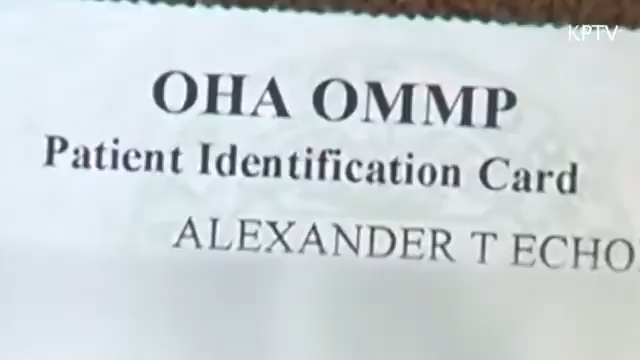 KPTV
OHA OMMP
Patient Identification Card
ALEXANDER T ECHO